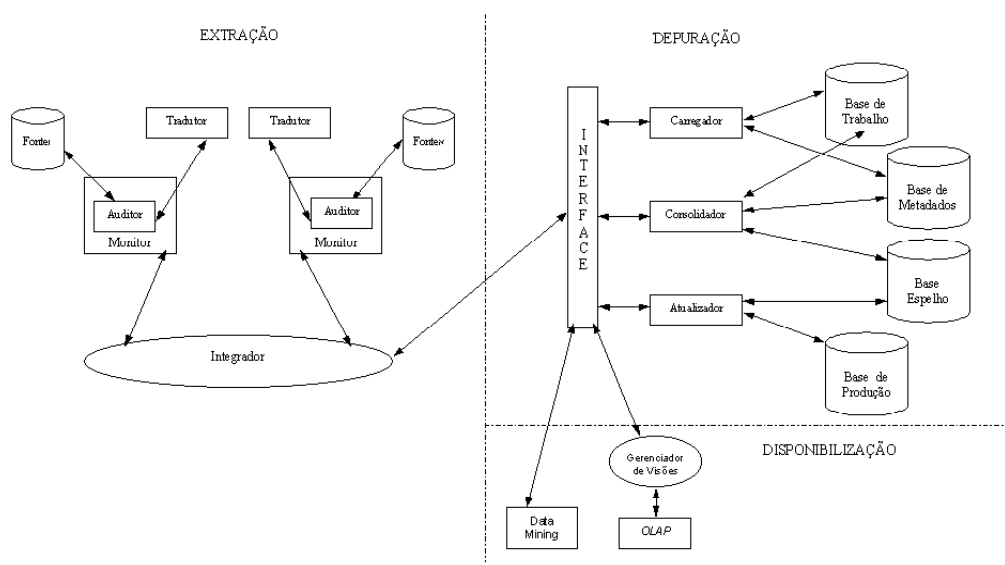 EXTRAÇÃO
DEPURAÇÃO
Tradutor
Tradutor
Auditor
Monitor
Auditor
Monitor
Integrador
INTERFACE
Carregador
Consolidador
Atualizador
Base de
Trabalho
Base de
Metadados
Base
Espelho
Base de
Produção
DISPONIBILIZAÇÃO
Gerenciador
de Visões
Data
Mining
OLAP